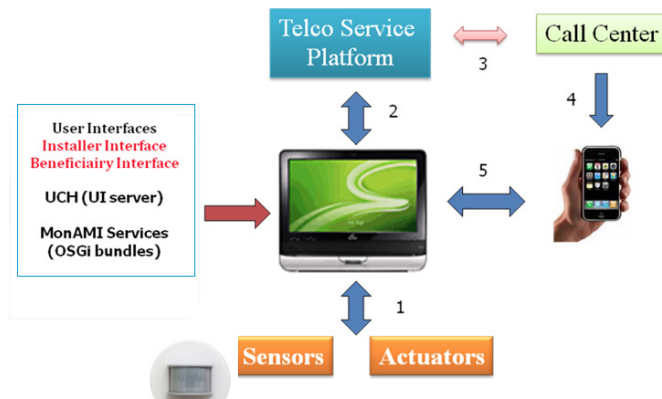 Telco Service
Platform
3
Call Center
2
4
User Interfaces
Installer Interface
Beneficiairy Interface
UCH (UI server)
MonAMI Services
(OSGi bundles)
5
1
Sensors
Actuators